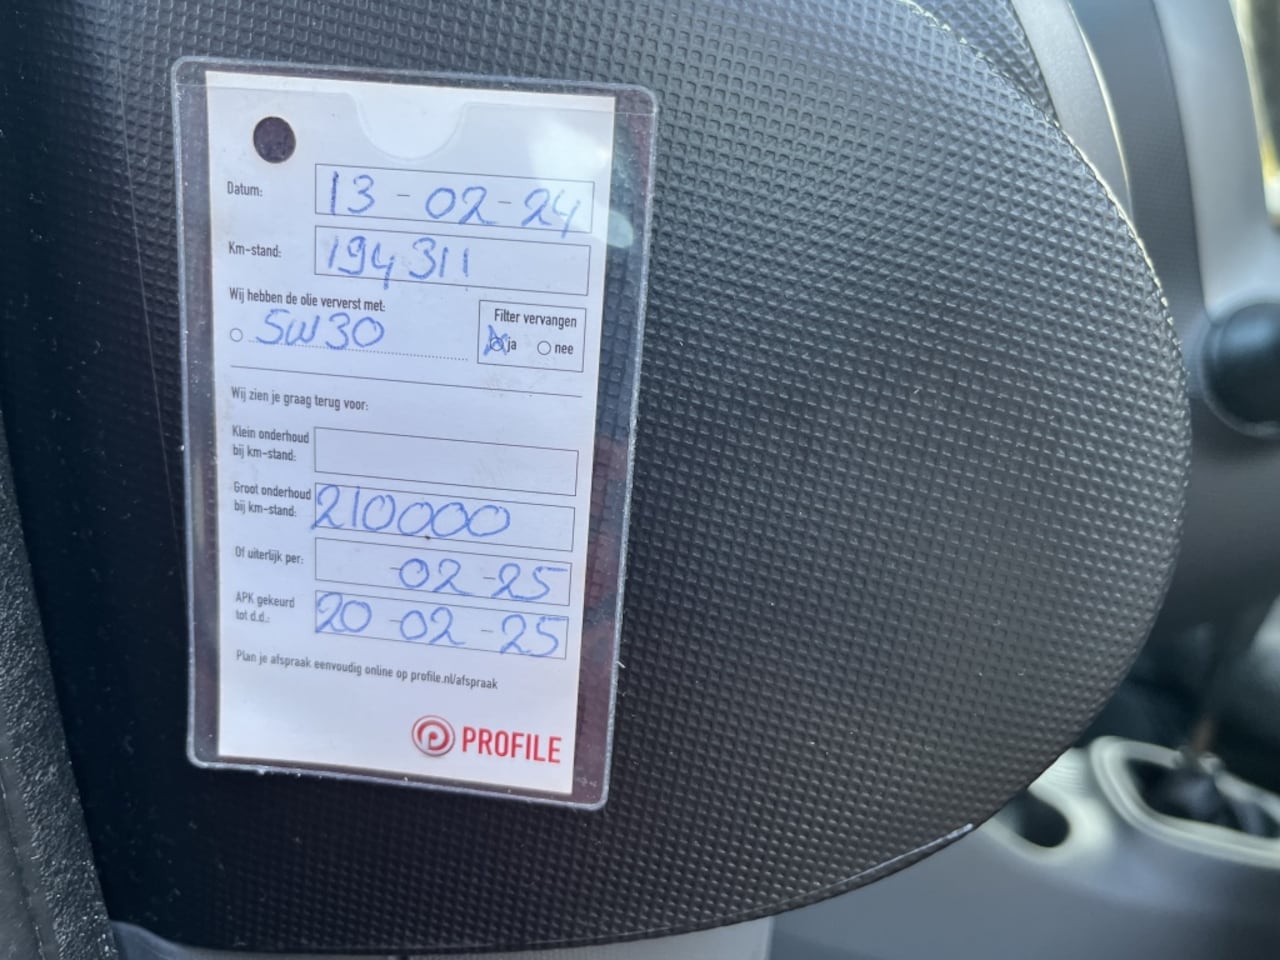 Datum: 13-02-24
Km-stand: 194311
Wij hebben de olie ververst met:
5W30
Filter vervangen
ja nee
Wij zien je graag terug voor:
Klein onderhoud
bij km-stand:
Groot onderhoud
bij km-stand: 210000
Of uiterlijk per: -02-25
APK gekeurd
tot d.d.: 20-02-25
Plan je afspraak eenvoudig online op profile.nl/afspraak
PROFILE